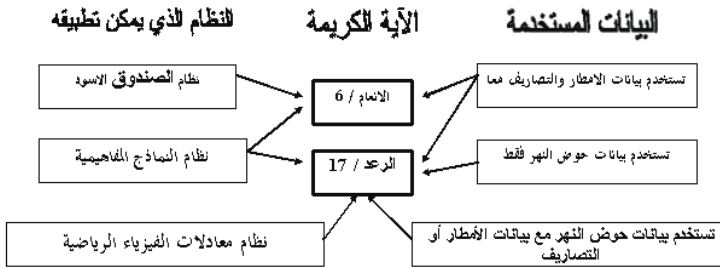 البيانات المستخدمة
الآية الكريمة
للنظام الذي يمكن تطبيقه
تستخدم بيانات الامطار والتصاريف معا
الانعام / 6
نظام الصندوق الاسود
تستخدم بيانات حوض النهر فقط
الرعد / 17
نظام النماذج المفاهيمية
تستخدم بيانات حوض النهر مع بيانات الأمطار أو
التصاريف
نظام معادلات الفيزياء الرياضية